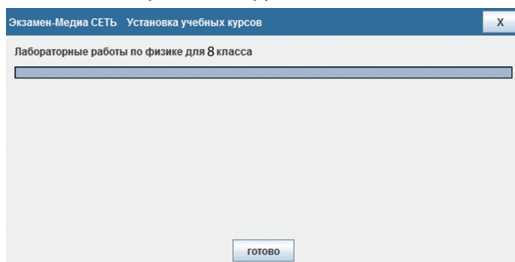 Экзамен-Медиа СЕТЬ Установка учебных курсов X
Лабораторные работы по физике для 8 класса
готово